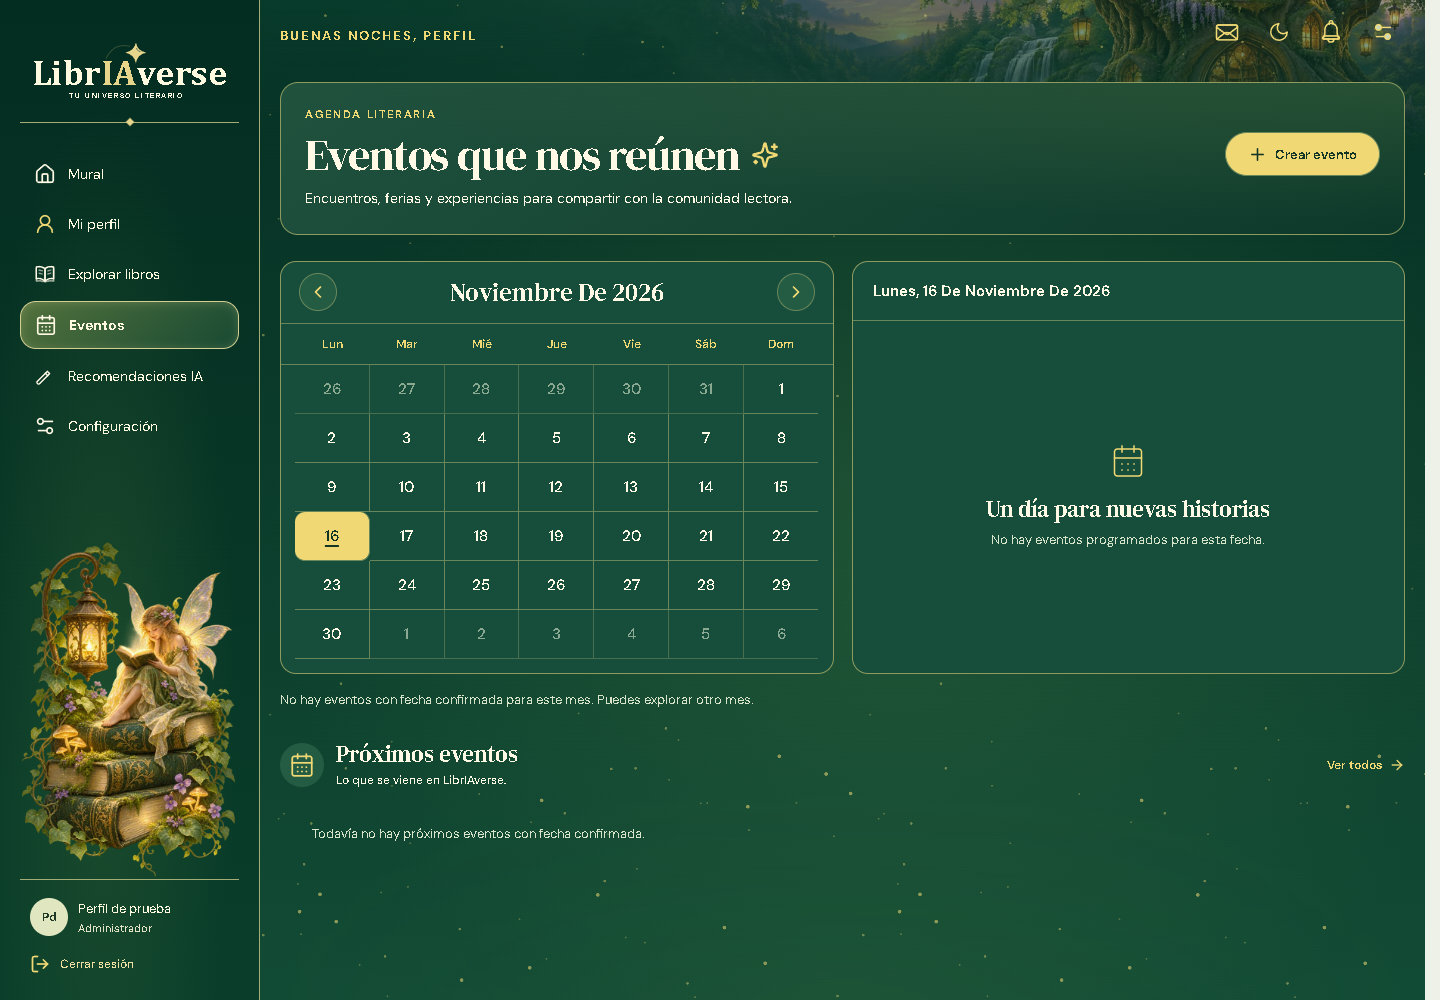 LibrIAverse
TU UNIVERSO LITERARIO
Mural
Mi perfil
Explorar libros
Eventos
Recomendaciones IA
Configuración
Pd
Perfil de prueba
Administrador
Cerrar sesión
BUENAS NOCHES, PERFIL
AGENDA LITERARIA
Eventos que nos reúnen
Encuentros, ferias y experiencias para compartir con la comunidad lectora.
Crear evento
Noviembre De 2026
Lun Mar Mié Jue Vie Sáb Dom
26 27 28 29 30 31 1
2 3 4 5 6 7 8
9 10 11 12 13 14 15
16 17 18 19 20 21 22
23 24 25 26 27 28 29
30 1 2 3 4 5 6
Lunes, 16 De Noviembre De 2026
Un día para nuevas historias
No hay eventos programados para esta fecha.
No hay eventos con fecha confirmada para este mes. Puedes explorar otro mes.
Próximos eventos
Lo que se viene en LibrIAverse.
Ver todos
Todavía no hay próximos eventos con fecha confirmada.